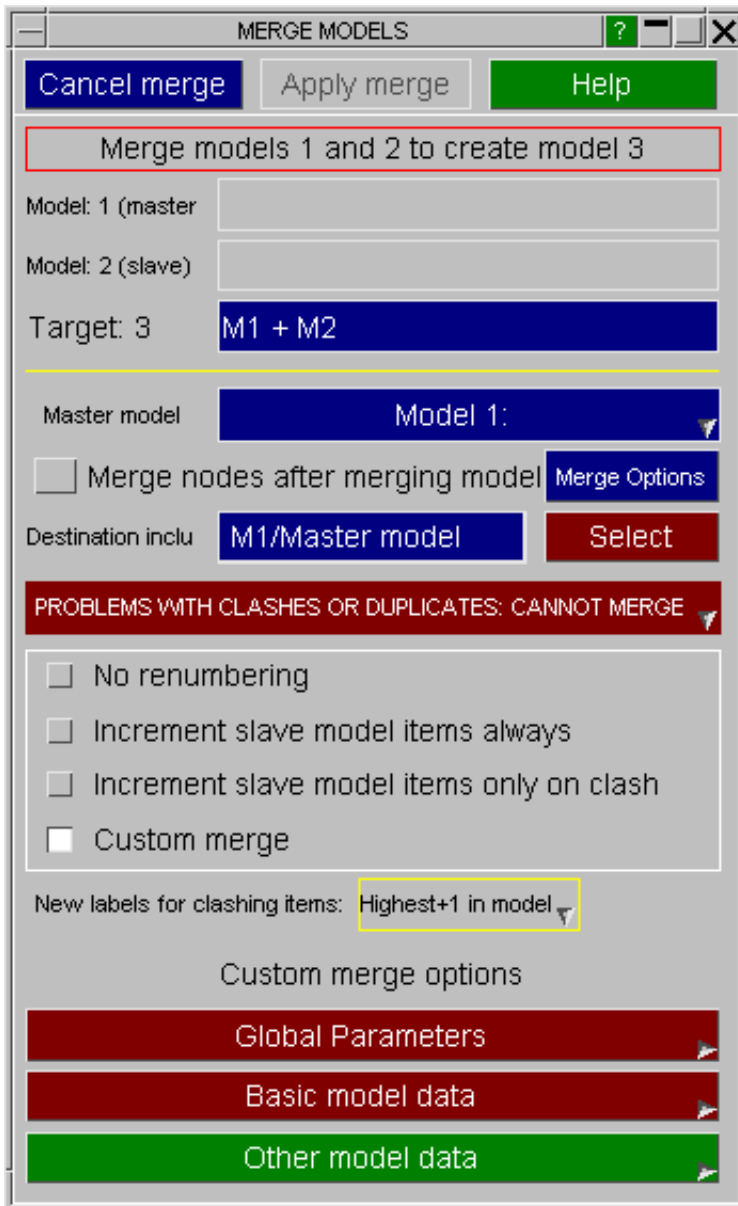 MERGE MODELS ?
Cancel merge Apply merge Help
Merge models 1 and 2 to create model 3
Model: 1 (master
Model: 2 (slave)
Target: 3 M1 + M2
Master model Model 1:
Merge nodes after merging model Merge Options
Destination inclu M1/Master model Select
PROBLEMS WITH CLASHES OR DUPLICATES: CANNOT MERGE
No renumbering
Increment slave model items always
Increment slave model items only on clash
Custom merge
New labels for clashing items: Highest+1 in model
Custom merge options
Global Parameters
Basic model data
Other model data